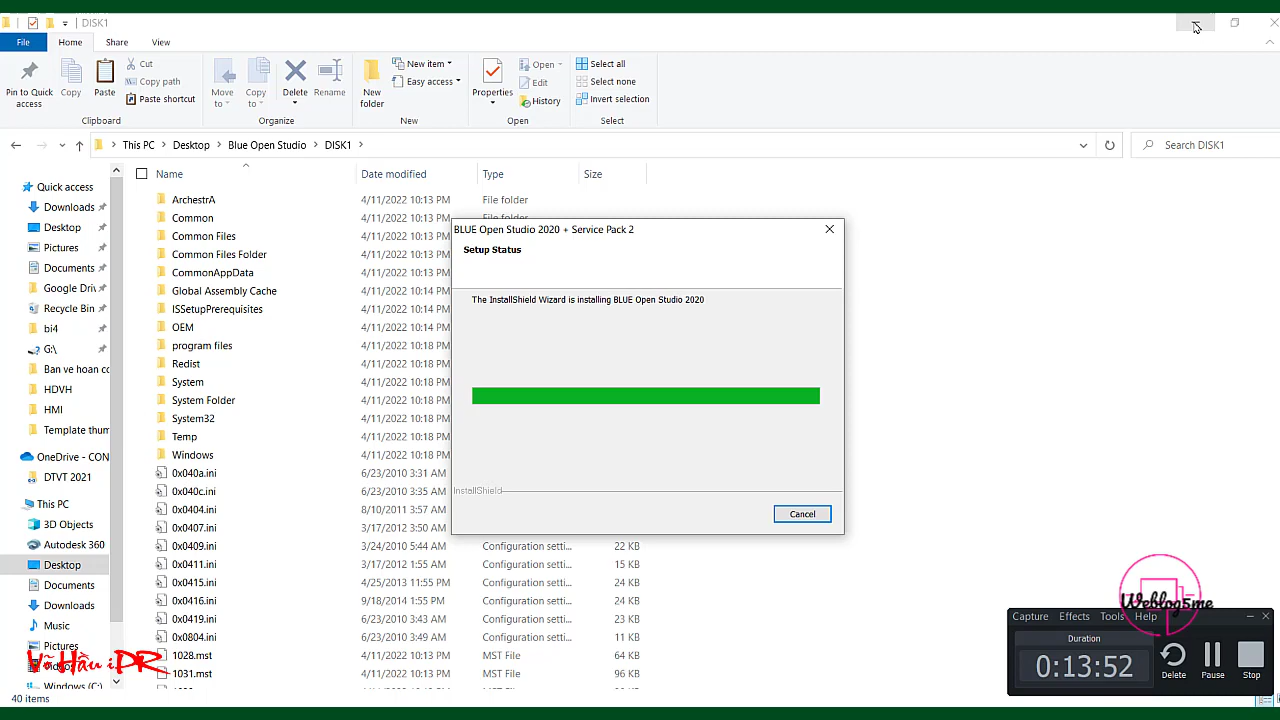 DISK1
File Home Share View
Pin to Quick access
Copy
Paste
Cut
Copy path
Paste shortcut
Clipboard
Move to
Copy to
Delete
Rename
Organize
New folder
New item
Easy access
New
Properties
Open
Edit
History
Open
Select all
Select none
Invert selection
Select
This PC Desktop Blue Open Studio DISK1
Search DISK1
Name Date modified Type Size
Quick access
Downloads
Desktop
Pictures
Documents
Google Driv
Recycle Bin
bi4
G:\
Ban ve hoan co
HDVH
HMI
Template thum
OneDrive - CON
DTVT 2021
This PC
3D Objects
Autodesk 360
Desktop
Documents
Downloads
Music
Pictures
Windows (C:)
ArchestrA 4/11/2022 10:13 PM File folder
Common 4/11/2022 10:13 PM File folder
Common Files 4/11/2022 10:13 PM
Common Files Folder 4/11/2022 10:13 PM
CommonAppData 4/11/2022 10:13 PM
Global Assembly Cache 4/11/2022 10:13 PM
ISSetupPrerequisites 4/11/2022 10:14 PM
OEM 4/11/2022 10:14 PM
program files 4/11/2022 10:18 PM
Redist 4/11/2022 10:18 PM
System 4/11/2022 10:18 PM
System Folder 4/11/2022 10:18 PM
System32 4/11/2022 10:18 PM
Temp 4/11/2022 10:18 PM
Windows 4/11/2022 10:18 PM
0x040a.ini 6/23/2010 3:31 AM
0x040c.ini 6/23/2010 3:35 AM
0x0404.ini 8/10/2011 3:57 AM
0x0407.ini 3/17/2012 3:50 AM
0x0409.ini 3/24/2010 5:44 AM Configuration setti... 22 KB
0x0411.ini 3/17/2012 1:55 AM Configuration setti... 15 KB
0x0415.ini 4/25/2013 11:55 PM Configuration setti... 24 KB
0x0416.ini 9/18/2014 1:55 PM Configuration setti... 24 KB
0x0419.ini 6/22/2010 3:43 AM Configuration setti... 23 KB
0x0804.ini 6/23/2010 3:49 AM Configuration setti... 11 KB
1028.mst 4/11/2022 10:18 PM MST File 64 KB
1031.mst 4/11/2022 10:18 PM MST File 96 KB
40 items
BLUE Open Studio 2020 + Service Pack 2
Setup Status
The InstallShield Wizard is installing BLUE Open Studio 2020
InstallShield
Cancel
Weblog5me
Capture Effects Tools Help
Duration
0:13:52
Delete Pause Stop
Võ Hầu iDR